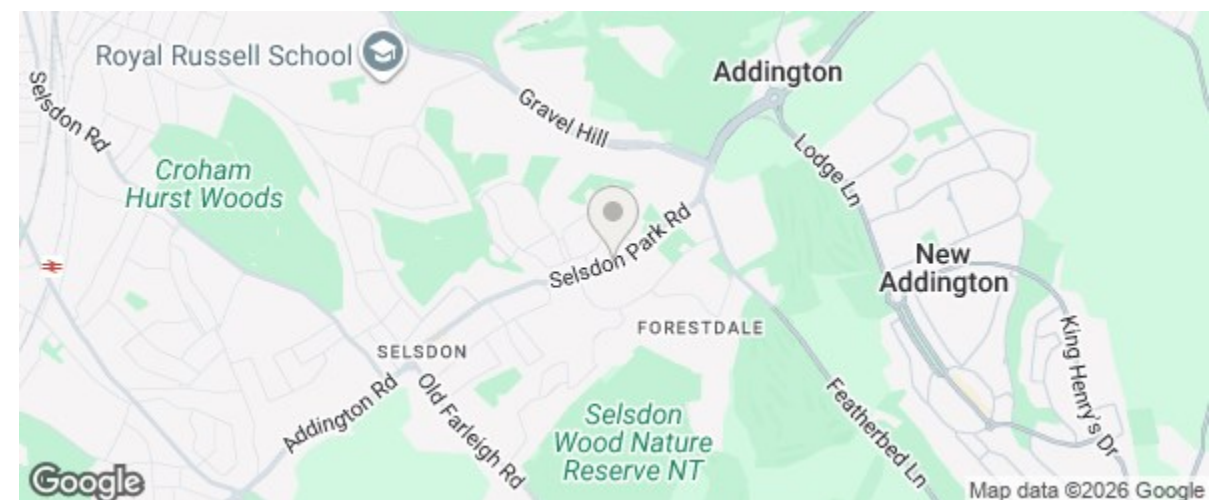 Royal Russell School
Addington
Selsdon Rd
Gravel Hill
Lodge Ln
Croham
Hurst Woods
Selsdon Park Rd
New
Addington
FORESTDALE
SELSDON
King Henry's Dr
Addington Rd
Old Farleigh Rd
Featherbed Ln
Selsdon
Wood Nature
Reserve NT
Google
Map data ©2026 Google